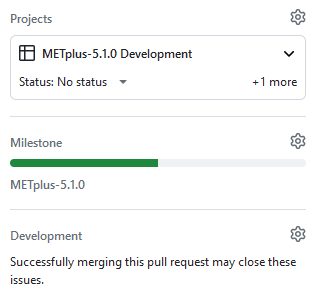 Projects
METplus-5.1.0 Development
Status: No status
+1 more
Milestone
METplus-5.1.0
Development
Successfully merging this pull request may close these
issues.